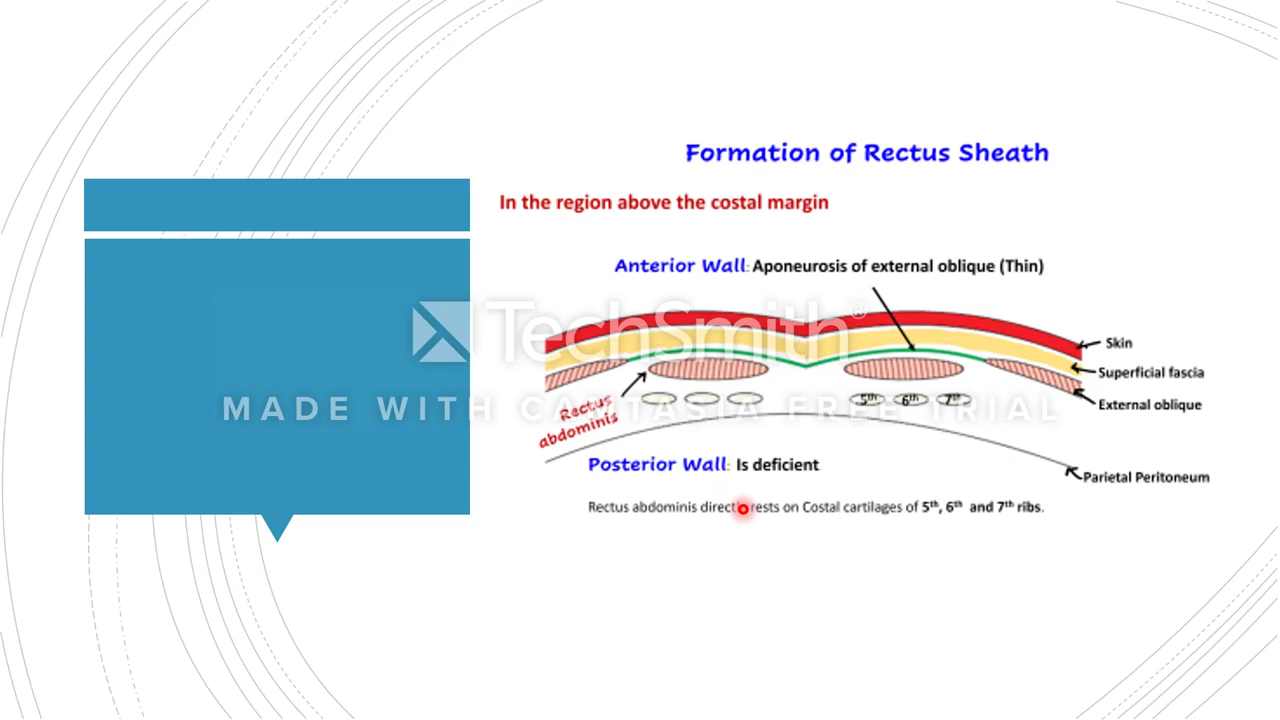 Formation of Rectus Sheath
In the region above the costal margin
Anterior Wall: Aponeurosis of external oblique (Thin)
TechSmith®
Skin
Superficial fascia
External oblique
MADE WITH CAMTASIA FREE TRIAL
5th 6th 7th
Rectus
abdominis
Posterior Wall: Is deficient
Parietal Peritoneum
Rectus abdominis directly rests on Costal cartilages of 5th, 6th and 7th ribs.